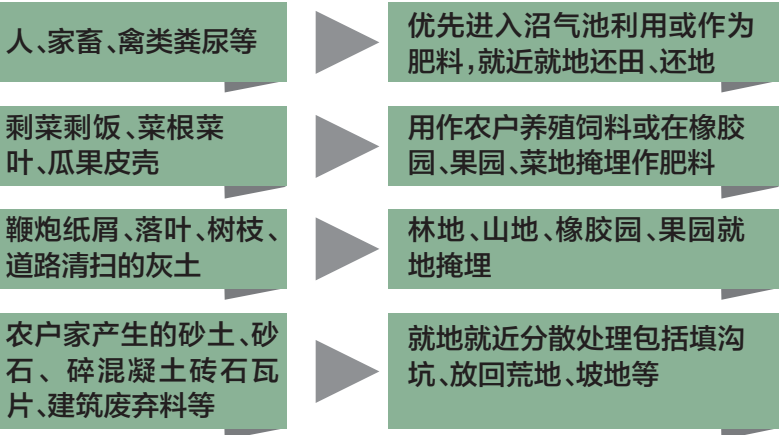 人、家畜、禽类粪尿等
优先进入沼气池利用或作为
肥料,就近就地还田、还地
剩菜剩饭、菜根菜
叶、瓜果皮壳
用作农户养殖饲料或在橡胶
园、果园、菜地掩埋作肥料
鞭炮纸屑、落叶、树枝、
道路清扫的灰土
林地、山地、橡胶园、果园就
地掩埋
农户家产生的砂土、砂
石、碎混凝土砖石瓦
片、建筑废弃料等
就地就近分散处理包括填沟
坑、放回荒地、坡地等